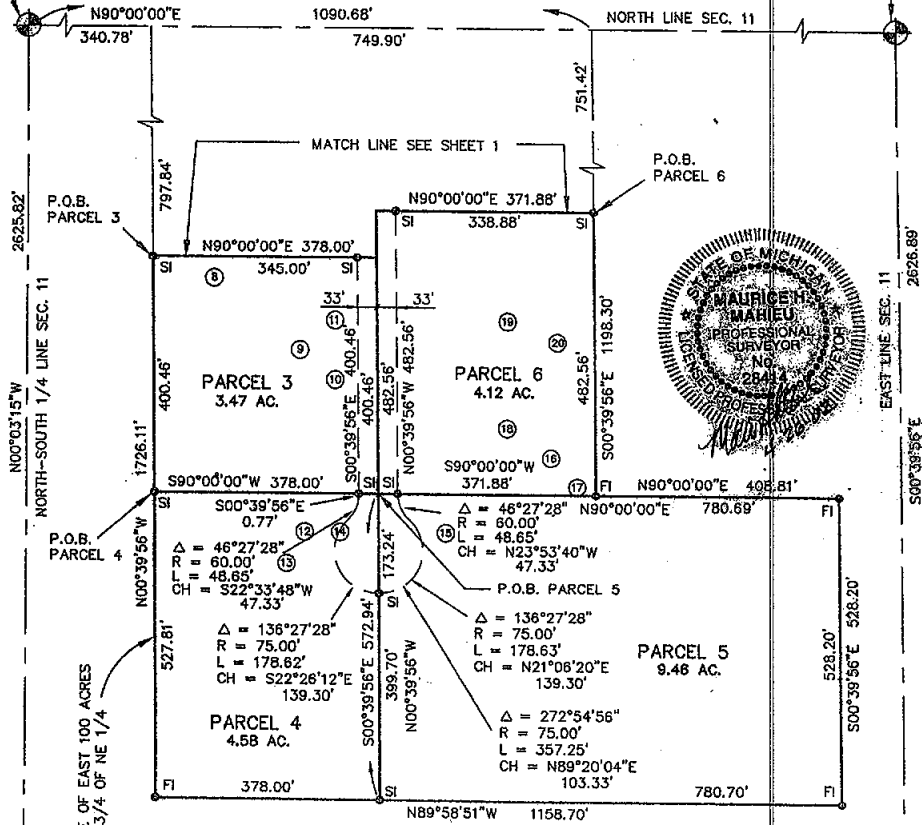 N90°00'00"E
1090.68'
NORTH LINE SEC. 11
340.78'
749.90'
751.42'
MATCH LINE SEE SHEET 1
P.O.B.
PARCEL 6
797.84'
2625.82'
P.O.B.
PARCEL 3
N90°00'00"E 371.88'
338.88'
SI
SI
N90°00'00"E 378.00'
345.00'
SI
SI
8
33'
33'
11
9
10
19
20
18
16
17
PARCEL 3
3.47 AC.
PARCEL 6
4.12 AC.
400.46'
S00°39'56"E 400.46'
400.46'
482.56'
N00°39'56"W 482.56'
482.56'
S00°39'56"E 1198.30'
STATE OF MICHIGAN
MAURICE H.
MAHIEU
PROFESSIONAL
SURVEYOR
No.
LICENSED PROFESSIONAL SURVEYOR
EAST LINE SEC. 11
2626.89'
S00°39'56"E
N00°03'15"W
NORTH-SOUTH 1/4 LINE SEC. 11
1726.11'
S90°00'00"W 378.00'
SI
SI
SI
S90°00'00"W
371.88'
FI
N90°00'00"E 408.81'
N90°00'00"E 780.69'
FI
P.O.B.
PARCEL 4
N00°39'56"W
527.81'
S00°39'56"E
0.77'
12
14
13
15
Δ = 46°27'28"
R = 60.00'
L = 48.65'
CH = S22°33'48"W
47.33'
Δ = 46°27'28"
R = 60.00'
L = 48.65'
CH = N23°53'40"W
47.33'
173.24'
P.O.B. PARCEL 5
SI
Δ = 136°27'28"
R = 75.00'
L = 178.62'
CH = S22°26'12"E
139.30'
Δ = 136°27'28"
R = 75.00'
L = 178.63'
CH = N21°06'20"E
139.30'
S00°39'56"E 572.94'
399.70'
N00°39'56"W
PARCEL 5
9.46 AC.
528.20'
S00°39'56"E 528.20'
PARCEL 4
4.58 AC.
Δ = 272°54'56"
R = 75.00'
L = 357.25'
CH = N89°20'04"E
103.33'
OF EAST 100 ACRES
3/4 OF NE 1/4
FI
378.00'
SI
780.70'
FI
N89°58'51"W 1158.70'